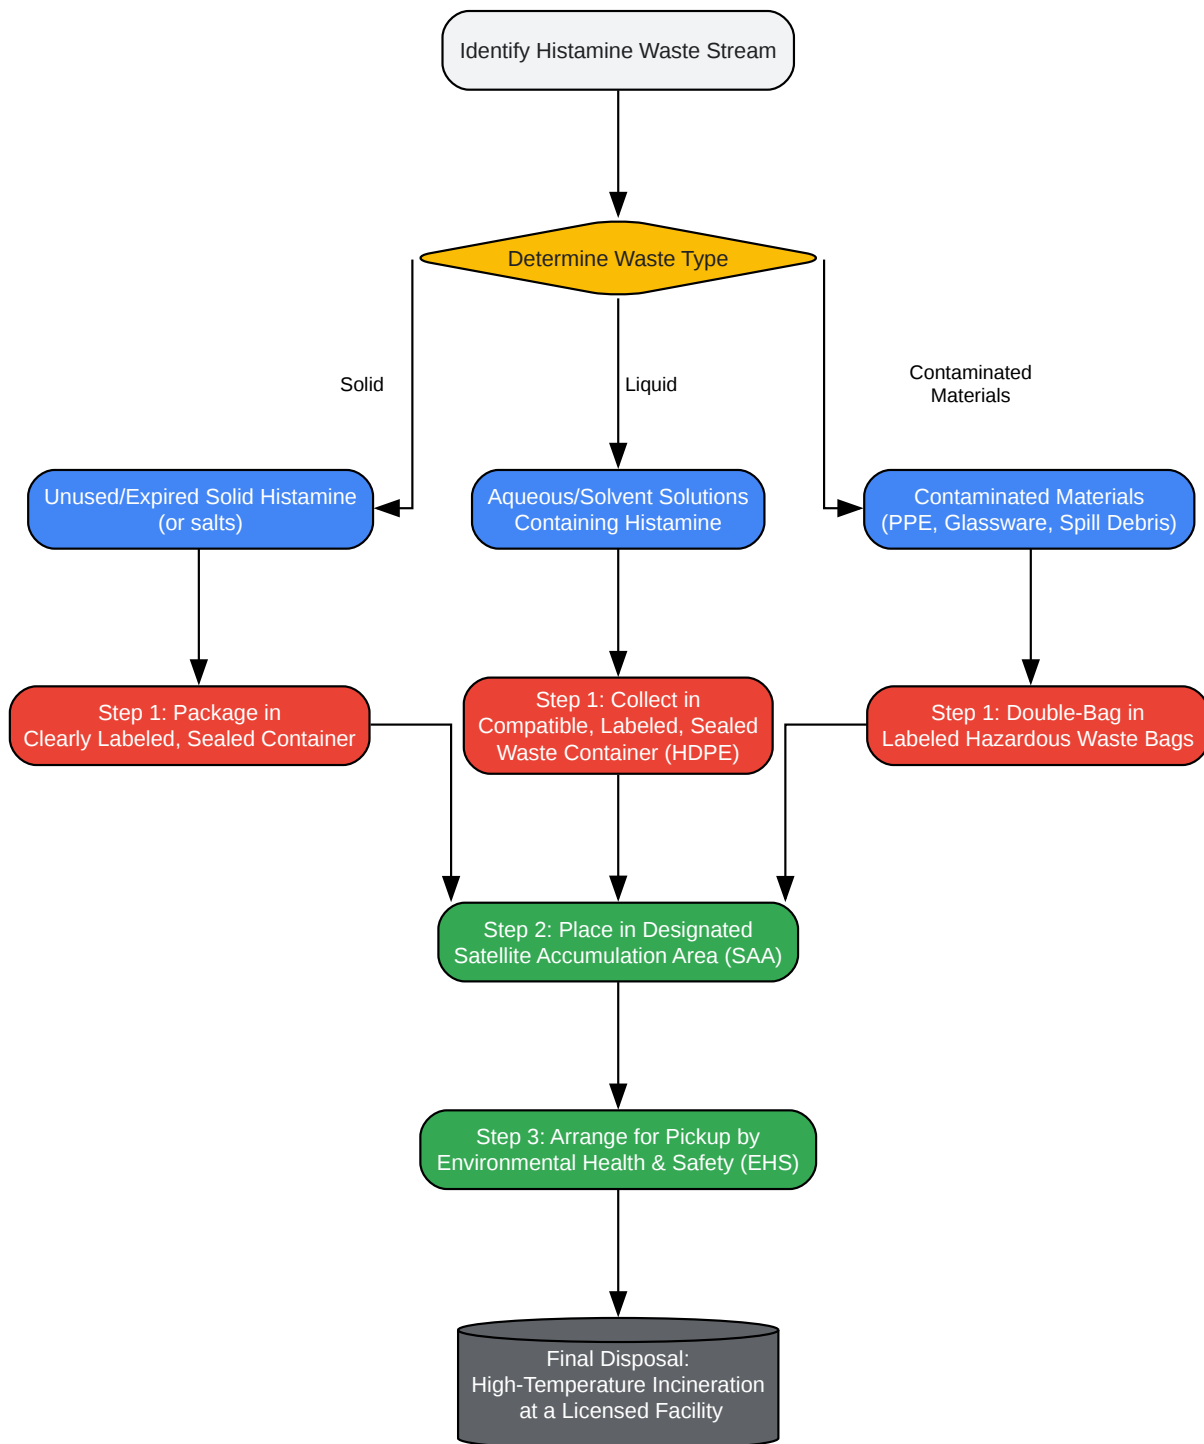 Identify Histamine Waste Stream
Determine Waste Type
Solid
Liquid
Contaminated
Materials
Unused/Expired Solid Histamine
(or salts)
Aqueous/Solvent Solutions
Containing Histamine
Contaminated Materials
(PPE, Glassware, Spill Debris)
Step 1: Package in
Clearly Labeled, Sealed Container
Step 1: Collect in
Compatible, Labeled, Sealed
Waste Container (HDPE)
Step 1: Double-Bag in
Labeled Hazardous Waste Bags
Step 2: Place in Designated
Satellite Accumulation Area (SAA)
Step 3: Arrange for Pickup by
Environmental Health & Safety (EHS)
Final Disposal:
High-Temperature Incineration
at a Licensed Facility